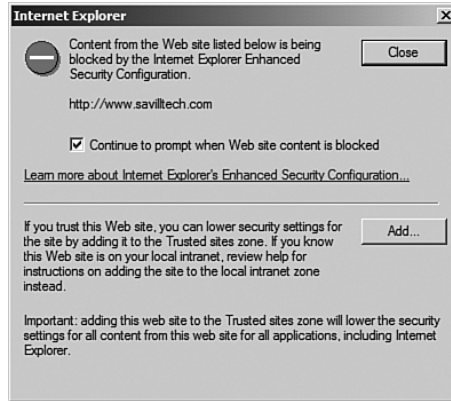 Internet Explorer
Content from the Web site listed below is being
blocked by the Internet Explorer Enhanced
Security Configuration.
Close
http://www.savilltech.com
Continue to prompt when Web site content is blocked
Learn more about Internet Explorer's Enhanced Security Configuration...
If you trust this Web site, you can lower security settings for
the site by adding it to the Trusted sites zone. If you know
this Web site is on your local intranet, review help for
instructions on adding the site to the local intranet zone
instead.
Add...
Important: adding this web site to the Trusted sites zone will lower the security
settings for all content from this web site for all applications, including Internet
Explorer.